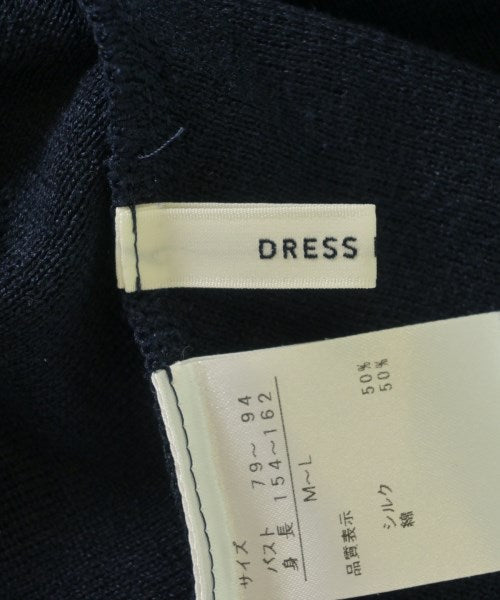 DRESS
サイズ
バスト 79～ 94
身 長 154～162
M～L
品質表示
シルク 50%
綿 50%